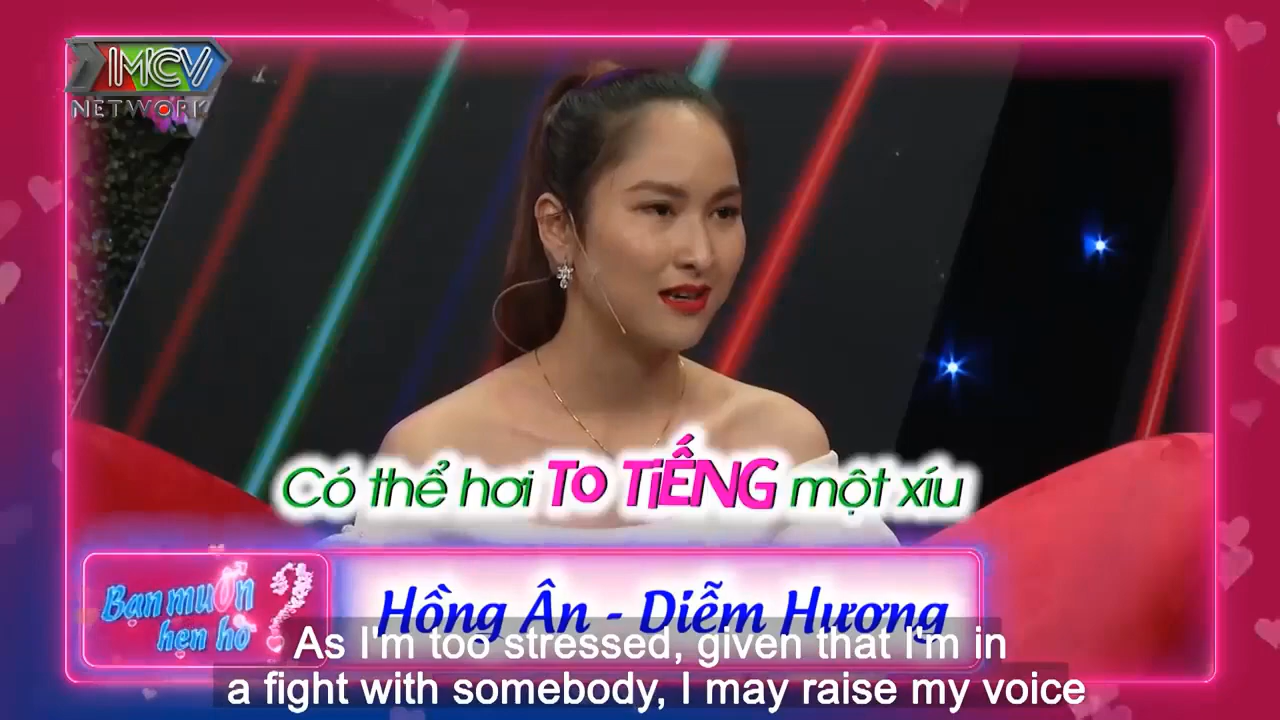 MCV
NETWORK
Có thể hơi TO TiẾNG một xíu
Bạn muốn
hẹn hò
?
Hồng Ân - Diễm Hương
As I'm too stressed, given that I'm in
a fight with somebody, I may raise my voice